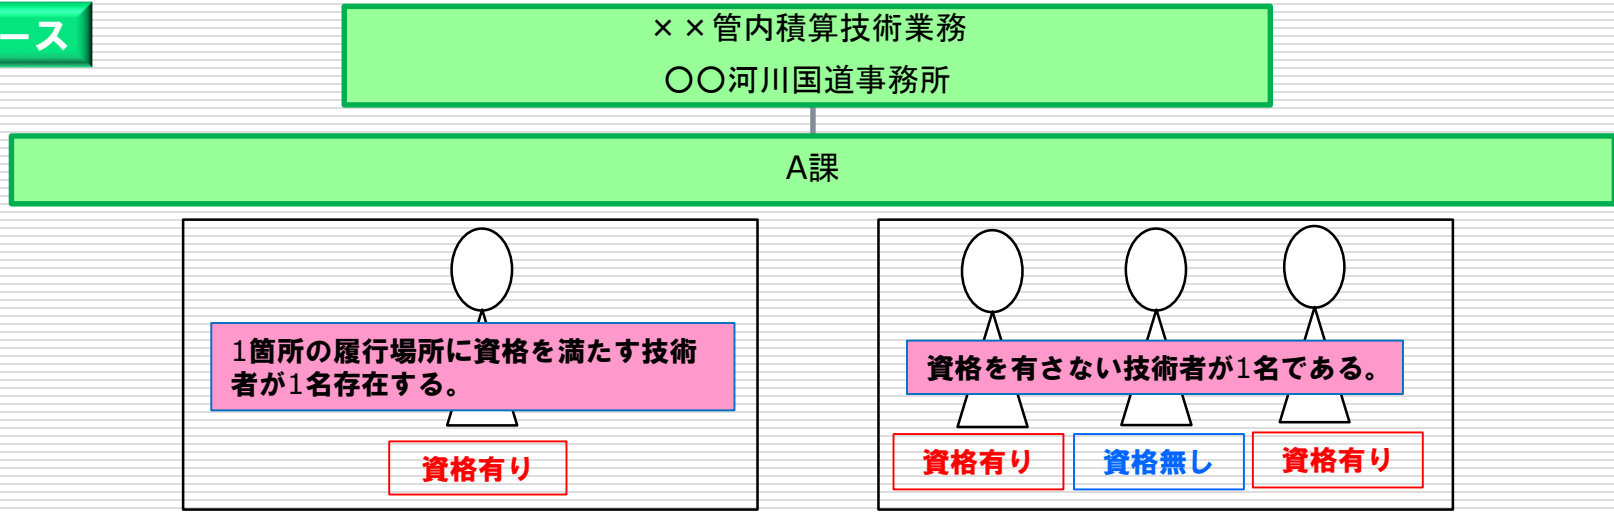 ース
××管内積算技術業務
〇〇河川国道事務所
A課
1箇所の履行場所に資格を満たす技術
者が1名存在する。
資格を有さない技術者が1名である。
資格有り
資格有り
資格無し
資格有り